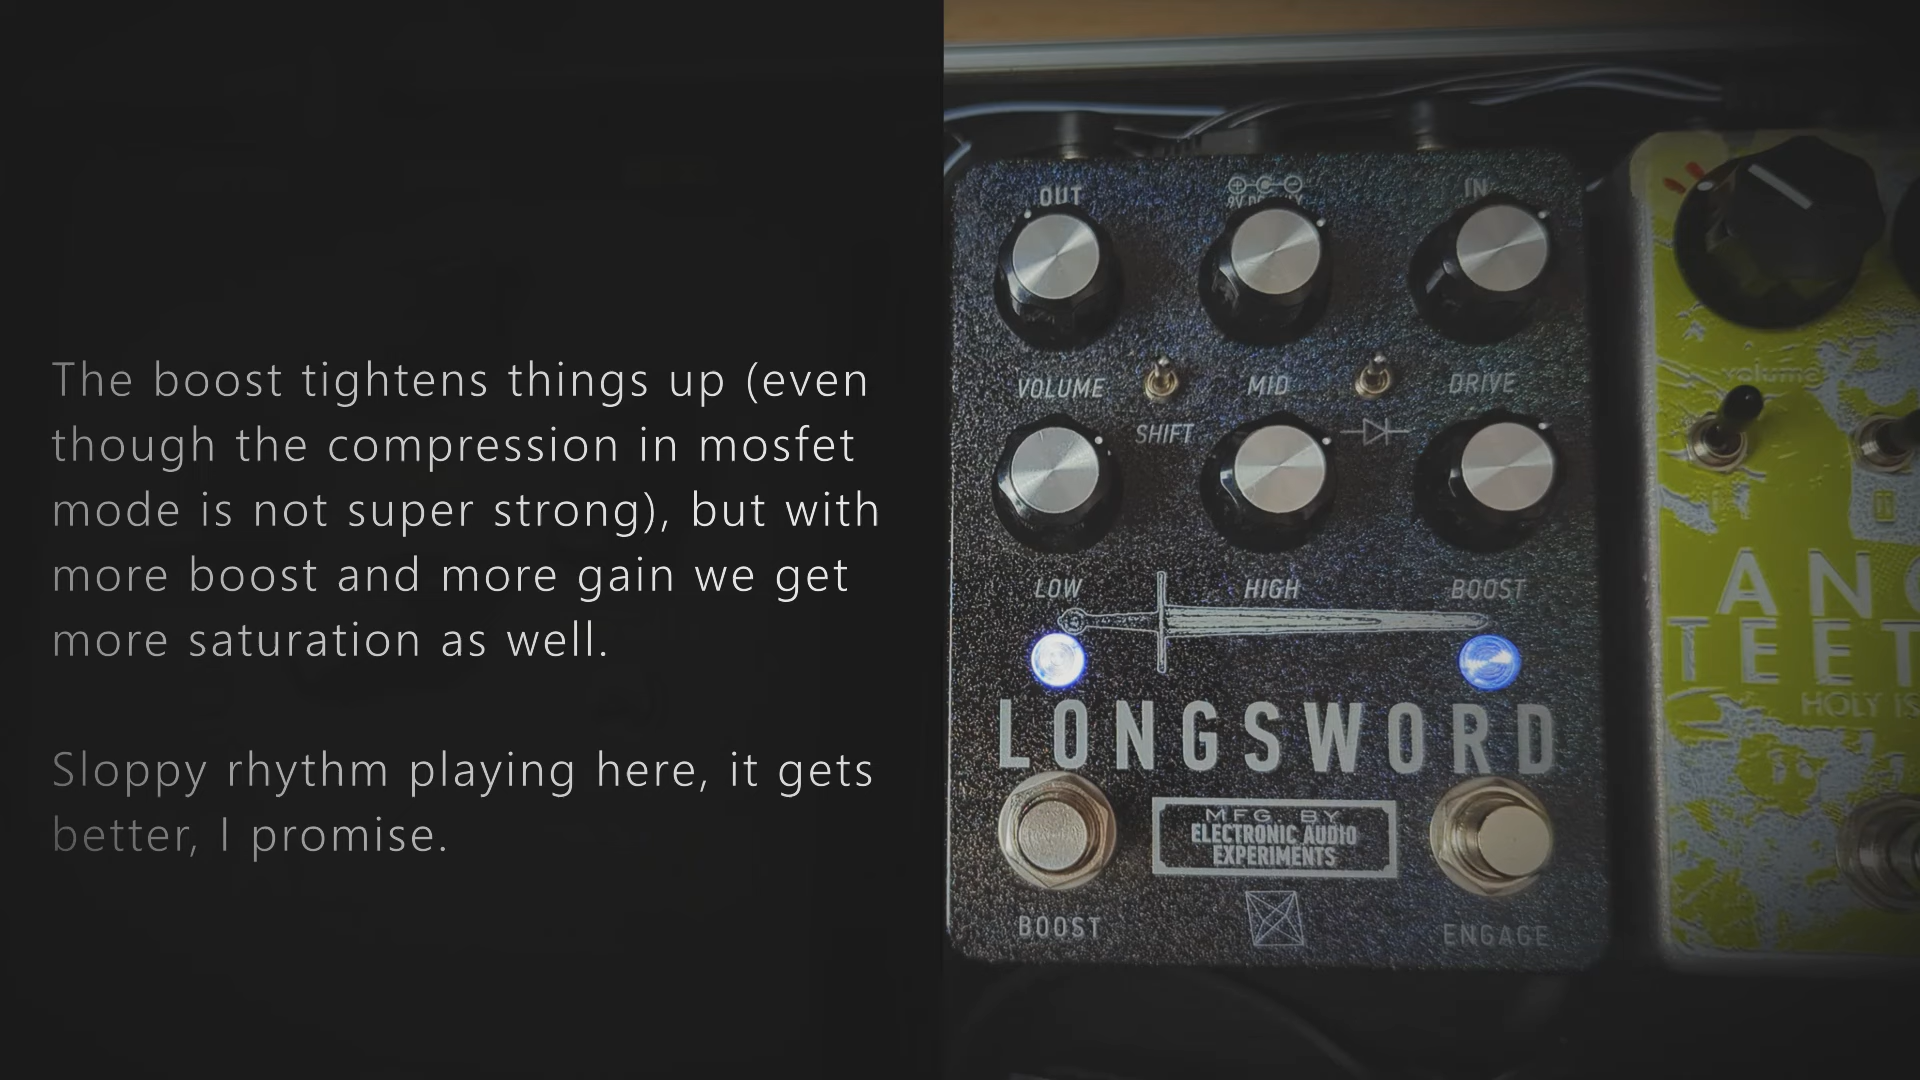 The boost tightens things up (even
though the compression in mosfet
mode is not super strong), but with
more boost and more gain we get
more saturation as well.
Sloppy rhythm playing here, it gets
better, I promise.
OUT
IN
VOLUME
MID
DRIVE
SHIFT
LOW
HIGH
BOOST
LONGSWORD
MFG. BY
ELECTRONIC AUDIO
EXPERIMENTS
BOOST
ENGAGE
volume
HOLY